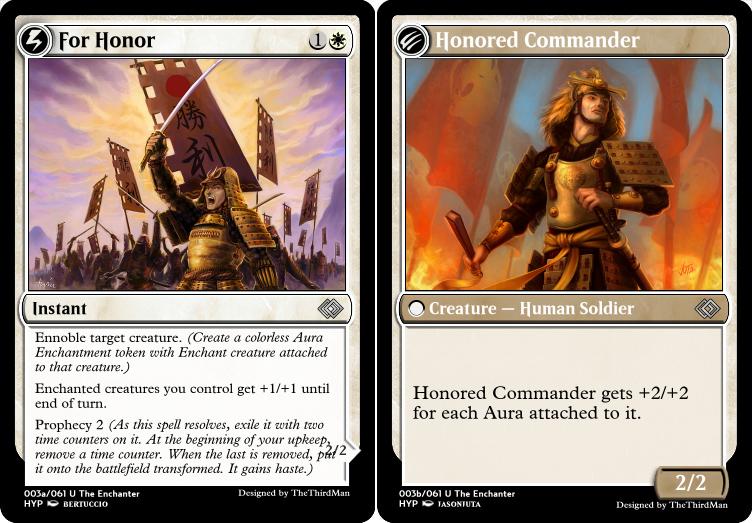 For Honor
1
勝利
Instant
Ennoble target creature. (Create a colorless Aura
Enchantment token with Enchant creature attached
to that creature.)
Enchanted creatures you control get +1/+1 until
end of turn.
Prophecy 2 (As this spell resolves, exile it with two
time counters on it. At the beginning of your upkeep,
remove a time counter. When the last is removed, put
it onto the battlefield transformed. It gains haste.)
2/2
003a/061 U The Enchanter
HYP BERTUCCIO
Designed by TheThirdMan
Honored Commander
Creature — Human Soldier
Honored Commander gets +2/+2
for each Aura attached to it.
2/2
003b/061 U The Enchanter
HYP JASONJUTA
Designed by TheThirdMan